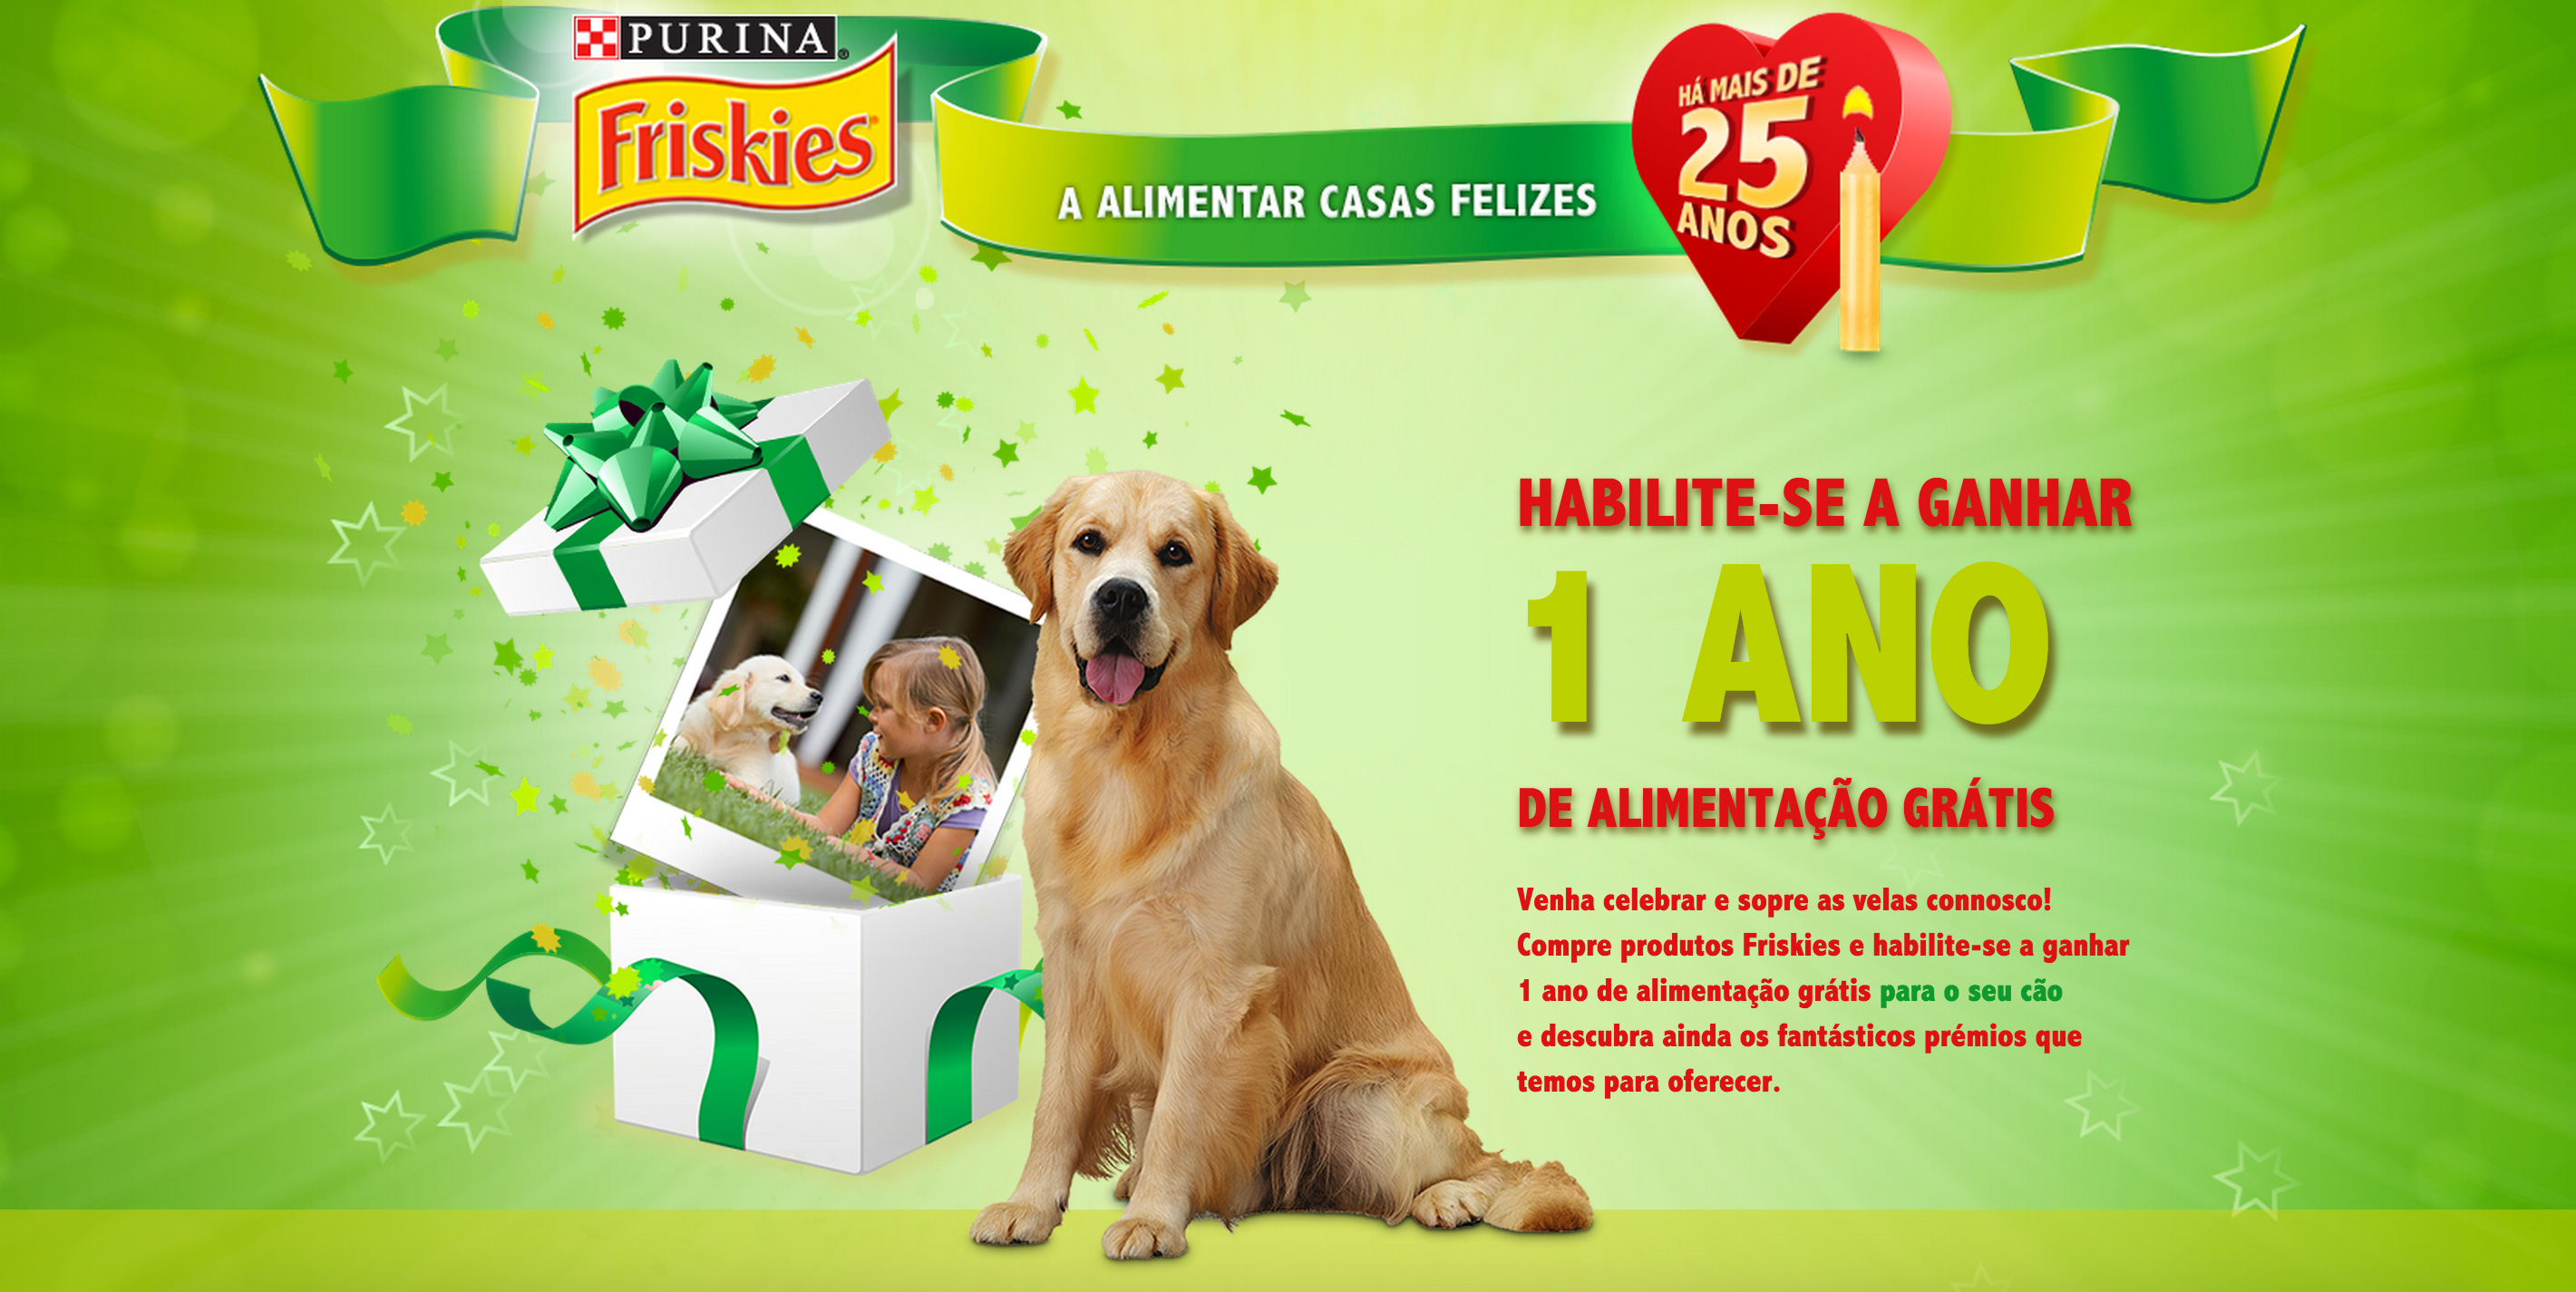 PURINA
Friskies
A ALIMENTAR CASAS FELIZES
HÁ MAIS DE
25
ANOS
HABILITE-SE A GANHAR
1 ANO
DE ALIMENTAÇÃO GRÁTIS
Venha celebrar e sopre as velas connosco!
Compre produtos Friskies e habilite-se a ganhar
1 ano de alimentação grátis para o seu cão
e descubra ainda os fantásticos prémios que
temos para oferecer.